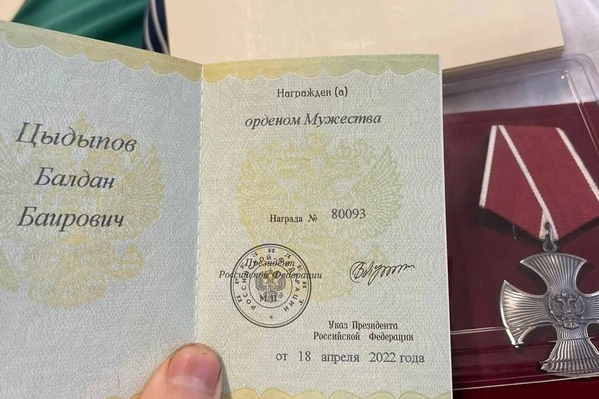 Цыдыпов
Балдан
Баирович
Награжден (а)
орденом Мужества
Награда № 80093
Президент
Российской Федерации
М.П.
Указ Президента
Российской Федерации
от 18 апреля 2022 года